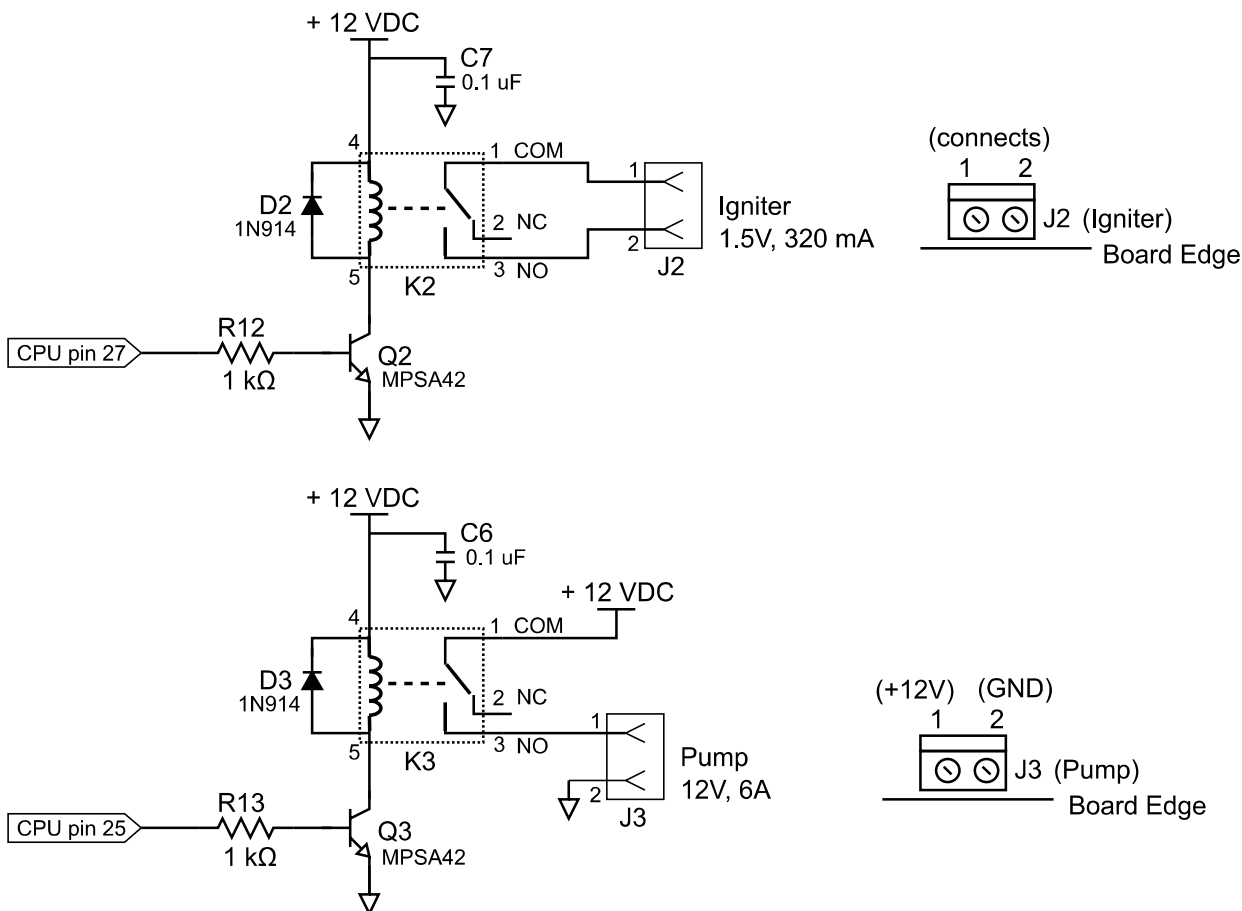 + 12 VDC
C7
0.1 uF
4
1 COM
D2
1N914
2 NC
5
3 NO
K2
1
2
J2
Igniter
1.5V, 320 mA
(connects)
1 2
J2 (Igniter)
Board Edge
CPU pin 27
R12
1 kΩ
Q2
MPSA42
+ 12 VDC
C6
0.1 uF
+ 12 VDC
4
1 COM
D3
1N914
2 NC
5
3 NO
K3
1
2
J3
Pump
12V, 6A
(+12V) (GND)
1 2
J3 (Pump)
Board Edge
CPU pin 25
R13
1 kΩ
Q3
MPSA42